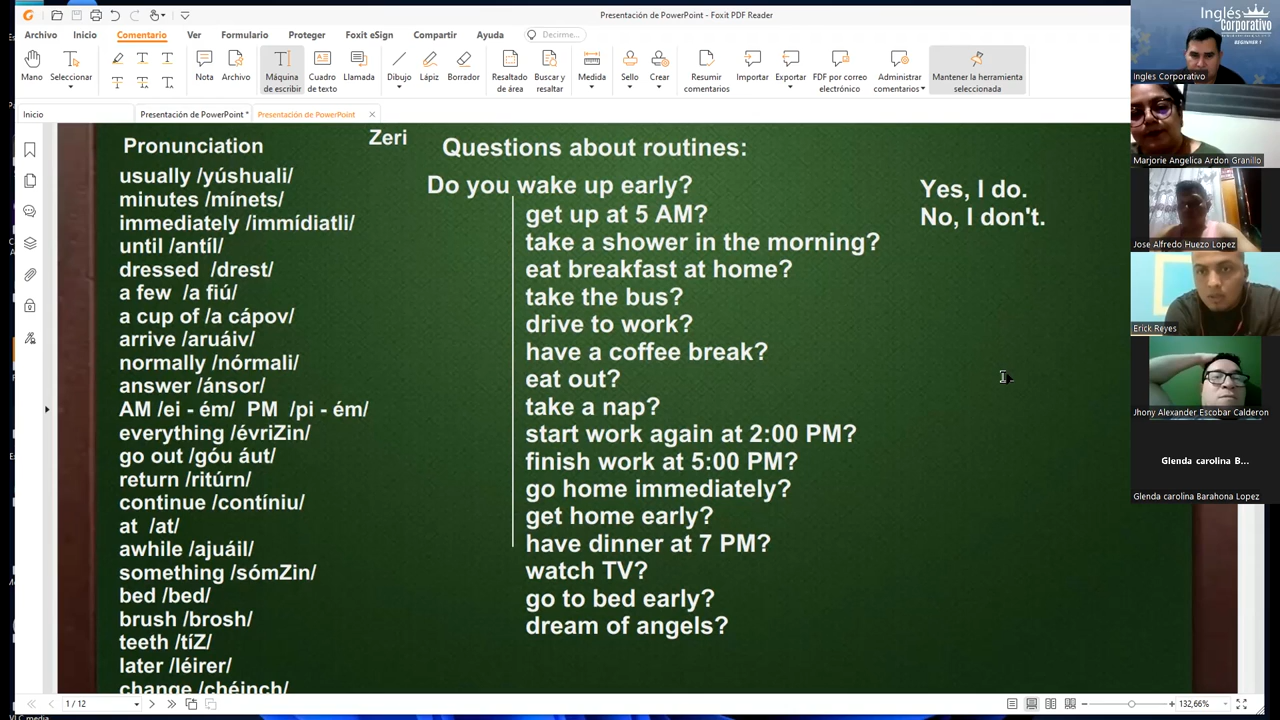 Presentación de PowerPoint - Foxit PDF Reader
Archivo Inicio Comentario Ver Formulario Proteger Foxit eSign Compartir Ayuda Decirme...
Mano Seleccionar Nota Archivo Máquina de escribir Cuadro de texto Llamada Dibujo Lápiz Borrador Resaltado de área Buscar y resaltar Medida Sello Crear Resumir comentarios Importar Exportar PDF por correo electrónico Administrar comentarios Mantener la herramienta seleccionada
Inicio Presentación de PowerPoint * Presentación de PowerPoint
Zeri
Pronunciation
usually /yúshuali/
minutes /mínets/
immediately /immídiatli/
until /antíl/
dressed /drest/
a few /a fiú/
a cup of /a cápov/
arrive /aruáiv/
normally /nórmali/
answer /ánsor/
AM /ei - ém/ PM /pi - ém/
everything /évriZin/
go out /góu áut/
return /ritúrn/
continue /contíniu/
at /at/
awhile /ajuáil/
something /sómZin/
bed /bed/
brush /brosh/
teeth /tíZ/
later /léirer/
change /chéinch/
Questions about routines:
Do you wake up early?
get up at 5 AM?
take a shower in the morning?
eat breakfast at home?
take the bus?
drive to work?
have a coffee break?
eat out?
take a nap?
start work again at 2:00 PM?
finish work at 5:00 PM?
go home immediately?
get home early?
have dinner at 7 PM?
watch TV?
go to bed early?
dream of angels?
Yes, I do.
No, I don't.
Inglés
Corporativo
BEGINNER 1
Ingles Corporativo
Marjorie Angelica Ardon Granillo
Jose Alfredo Huezo Lopez
Erick Reyes
Jhony Alexander Escobar Calderon
Glenda carolina B...
Glenda carolina Barahona Lopez
1 / 12
132,66%
VLC media